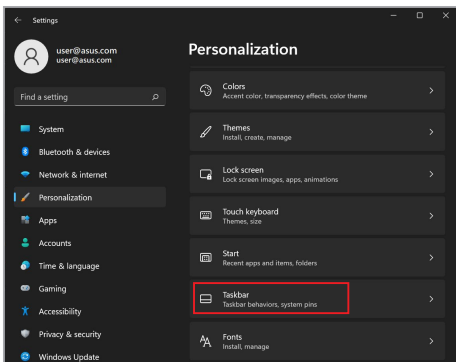 Settings
user@asus.com
user@asus.com
Find a setting
System
Bluetooth & devices
Network & internet
Personalization
Apps
Accounts
Time & language
Gaming
Accessibility
Privacy & security
Windows Update
Personalization
Colors
Accent color, transparency effects, color theme
Themes
Install, create, manage
Lock screen
Lock screen images, apps, animations
Touch keyboard
Themes, size
Start
Recent apps and items, folders
Taskbar
Taskbar behaviors, system pins
Fonts
Install, manage